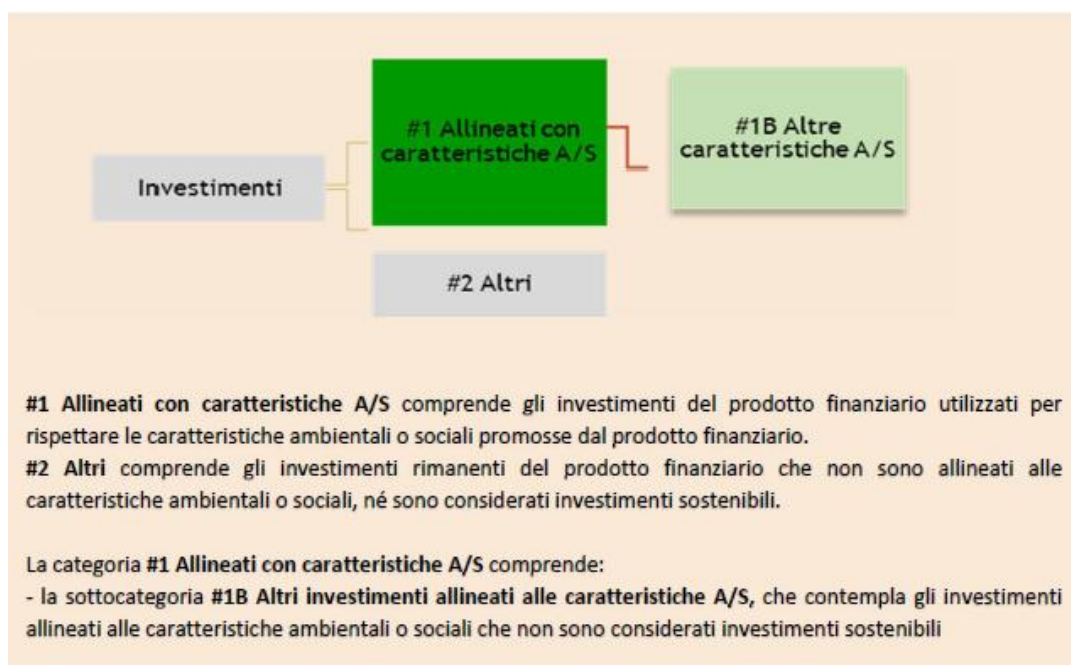 #1 Allineati con
caratteristiche A/S
#1B Altre
caratteristiche A/S
Investimenti
#2 Altri
#1 Allineati con caratteristiche A/S comprende gli investimenti del prodotto finanziario utilizzati per
rispettare le caratteristiche ambientali o sociali promosse dal prodotto finanziario.
#2 Altri comprende gli investimenti rimanenti del prodotto finanziario che non sono allineati alle
caratteristiche ambientali o sociali, né sono considerati investimenti sostenibili.
La categoria #1 Allineati con caratteristiche A/S comprende:
- la sottocategoria #1B Altri investimenti allineati alle caratteristiche A/S, che contempla gli investimenti
allineati alle caratteristiche ambientali o sociali che non sono considerati investimenti sostenibili